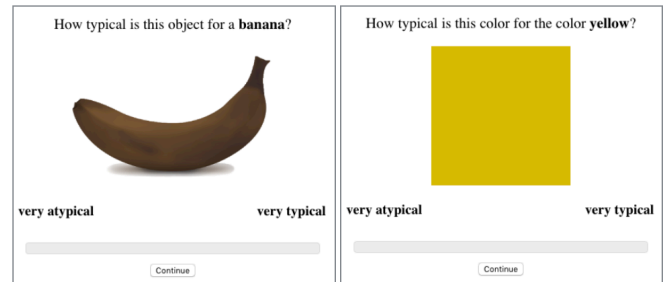 How typical is this object for a banana?
very atypical very typical
Continue
How typical is this color for the color yellow?
very atypical very typical
Continue